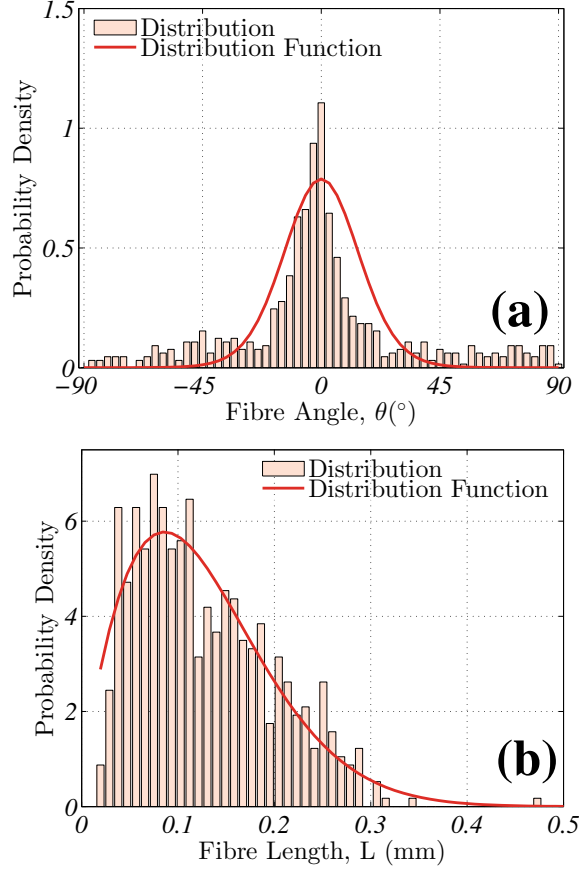 1.5
Distribution
Distribution Function
1
0.5
0
Probability Density
(a)
−90 −45 0 45 90
Fibre Angle, θ(°)
Distribution
Distribution Function
6
4
2
0
Probability Density
(b)
0 0.1 0.2 0.3 0.4 0.5
Fibre Length, L (mm)